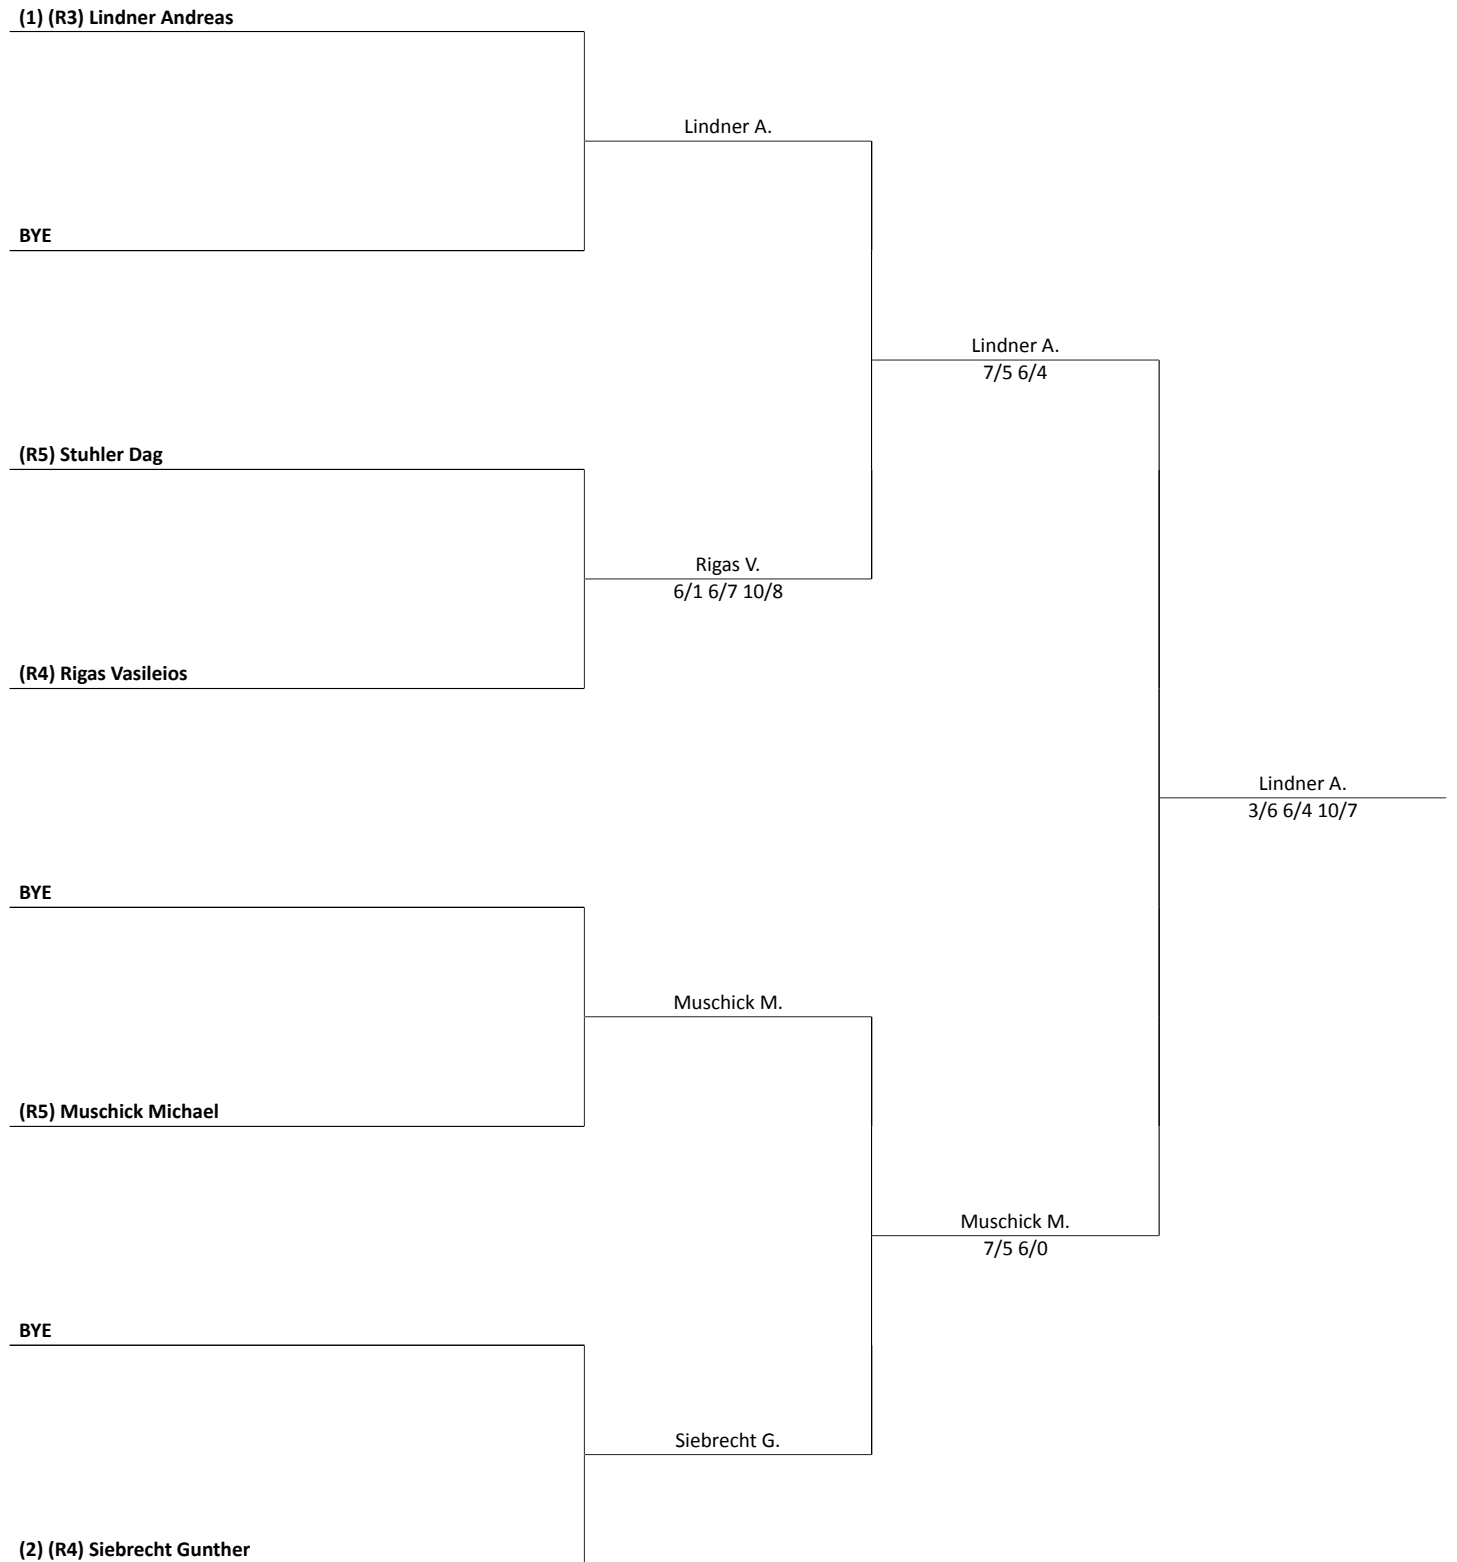 (1) (R3) Lindner Andreas
Lindner A.
BYE
Lindner A.
7/5 6/4
(R5) Stuhler Dag
Rigas V.
6/1 6/7 10/8
(R4) Rigas Vasileios
Lindner A.
3/6 6/4 10/7
BYE
Muschick M.
(R5) Muschick Michael
Muschick M.
7/5 6/0
BYE
Siebrecht G.
(2) (R4) Siebrecht Gunther